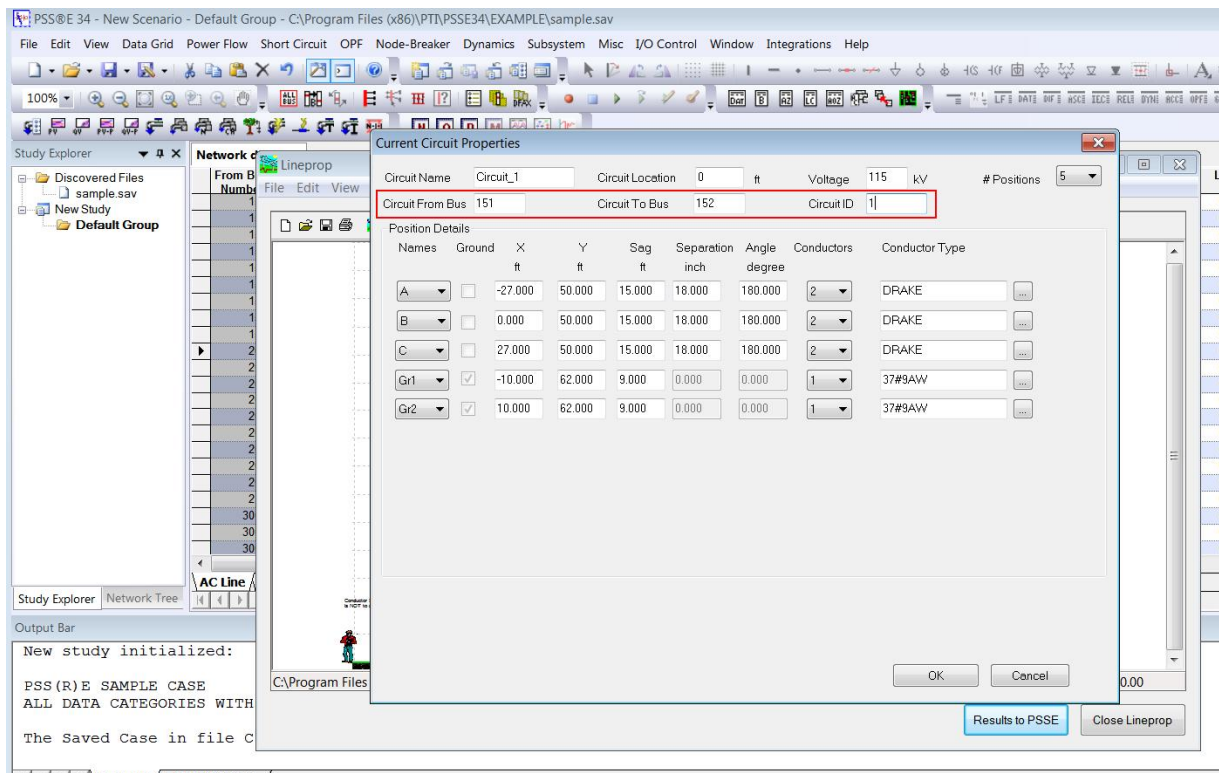 PSS®E 34 - New Scenario - Default Group - C:\Program Files (x86)\PTI\PSSE34\EXAMPLE\sample.sav
File Edit View Data Grid Power Flow Short Circuit OPF Node-Breaker Dynamics Subsystem Misc I/O Control Window Integrations Help
100%
Study Explorer
Discovered Files
sample.sav
New Study
Default Group
Network
From B
Numb
Lineprop
File Edit View
Current Circuit Properties
Circuit Name Circuit_1 Circuit Location 0 ft Voltage 115 kV # Positions 5
Circuit From Bus 151 Circuit To Bus 152 Circuit ID 1
Position Details
Names Ground X Y Sag Separation Angle Conductors Conductor Type
ft ft ft inch degree
A -27.000 50.000 15.000 18.000 180.000 2 DRAKE ...
B 0.000 50.000 15.000 18.000 180.000 2 DRAKE ...
C 27.000 50.000 15.000 18.000 180.000 2 DRAKE ...
Gr1 -10.000 62.000 9.000 0.000 0.000 1 37#9AW ...
Gr2 10.000 62.000 9.000 0.000 0.000 1 37#9AW ...
30
30
30
AC Line
Study Explorer Network Tree
OK Cancel
C:\Program Files 0.00
Results to PSSE Close Lineprop
Output Bar
New study initialized:
PSS(R)E SAMPLE CASE
ALL DATA CATEGORIES WITH
The Saved Case in file C